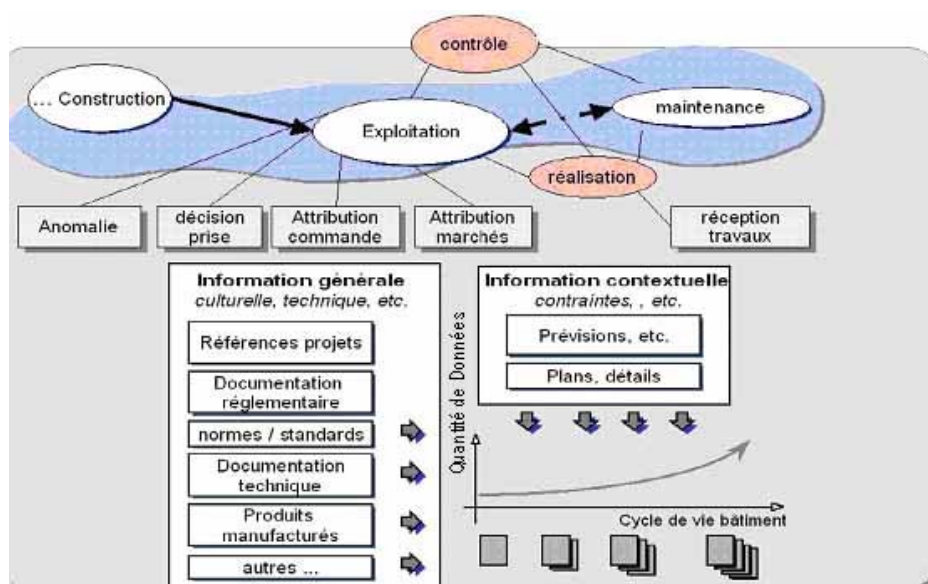 contrôle
... Construction
Exploitation
maintenance
réalisation
Anomalie
décision
prise
Attribution
commande
Attribution
marchés
réception
travaux
Information générale
culturelle, technique, etc.
Références projets
Documentation
réglementaire
normes / standards
Documentation
technique
Produits
manufacturés
autres ...
Information contextuelle
contraintes, , etc.
Prévisions, etc.
Plans, détails
Quantité de Données
Cycle de vie bâtiment